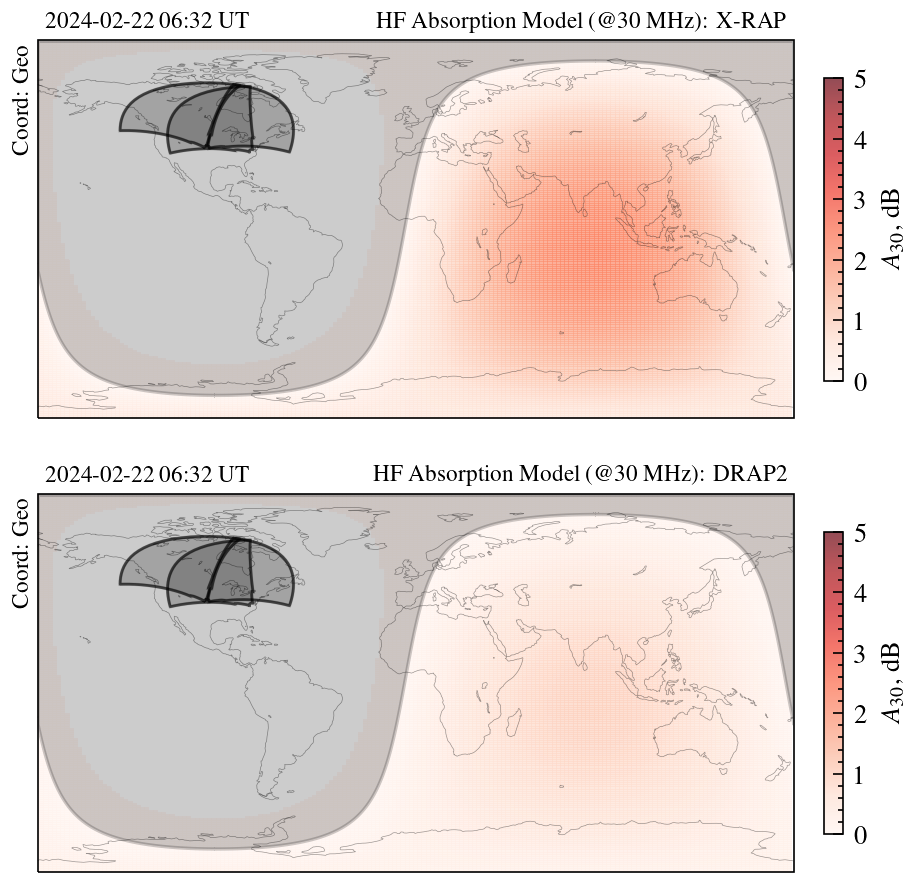 2024-02-22 06:32 UT
HF Absorption Model (@30 MHz): X-RAP
Coord: Geo
5
4
3
2
1
0
A30, dB
2024-02-22 06:32 UT
HF Absorption Model (@30 MHz): DRAP2
Coord: Geo
5
4
3
2
1
0
A30, dB